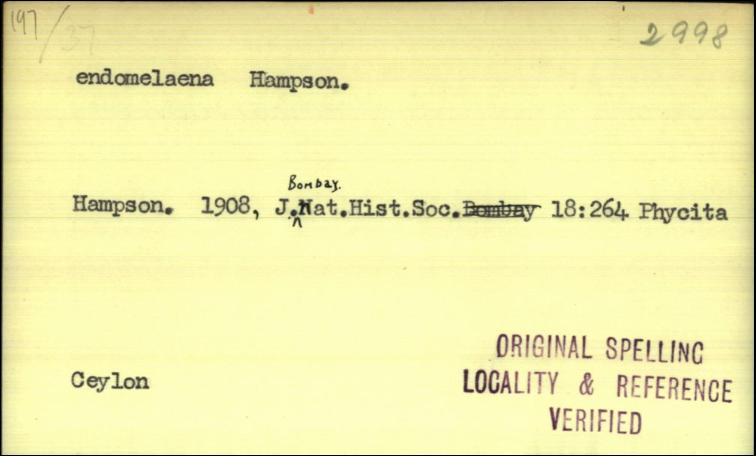 197/37
2998
endomelaena Hampson.
Bombay.
Hampson. 1908, J.Nat.Hist.Soc.Bombay 18:264 Phycita
Ceylon
ORIGINAL SPELLING
LOCALITY & REFERENCE
VERIFIED